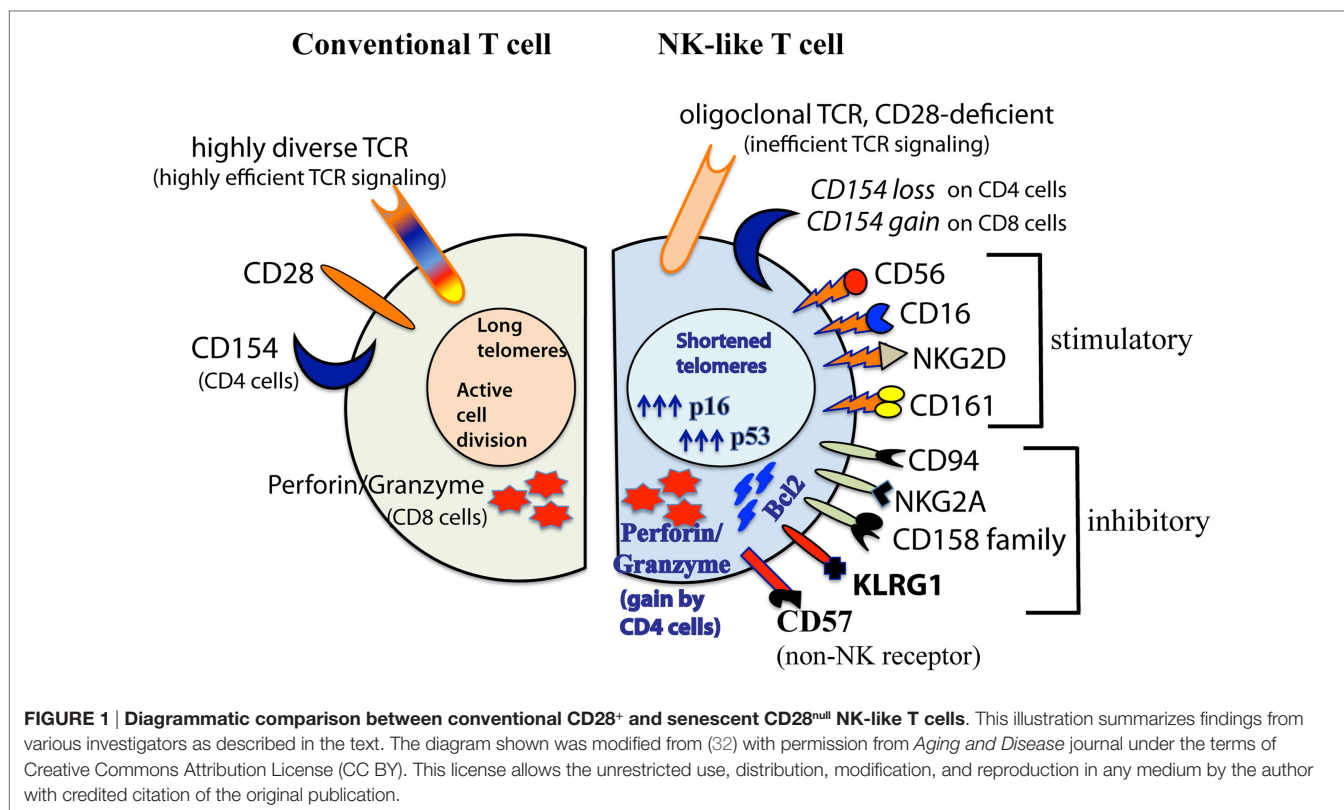 Conventional T cell
NK-like T cell
highly diverse TCR
(highly efficient TCR signaling)
CD28
CD154
(CD4 cells)
Long
telomeres
Active
cell
division
Perforin/Granzyme
(CD8 cells)
oligoclonal TCR, CD28-deficient
(inefficient TCR signaling)
CD154 loss on CD4 cells
CD154 gain on CD8 cells
Shortened
telomeres
↑↑↑ p16
↑↑↑ p53
Bcl2
Perforin/
Granzyme
(gain by
CD4 cells)
CD56
CD16
NKG2D
CD161
stimulatory
CD94
NKG2A
CD158 family
KLRG1
CD57
(non-NK receptor)
inhibitory
FIGURE 1 | Diagrammatic comparison between conventional CD28⁺ and senescent CD28ⁿᵘˡˡ NK-like T cells. This illustration summarizes findings from
various investigators as described in the text. The diagram shown was modified from (32) with permission from Aging and Disease journal under the terms of
Creative Commons Attribution License (CC BY). This license allows the unrestricted use, distribution, modification, and reproduction in any medium by the author
with credited citation of the original publication.